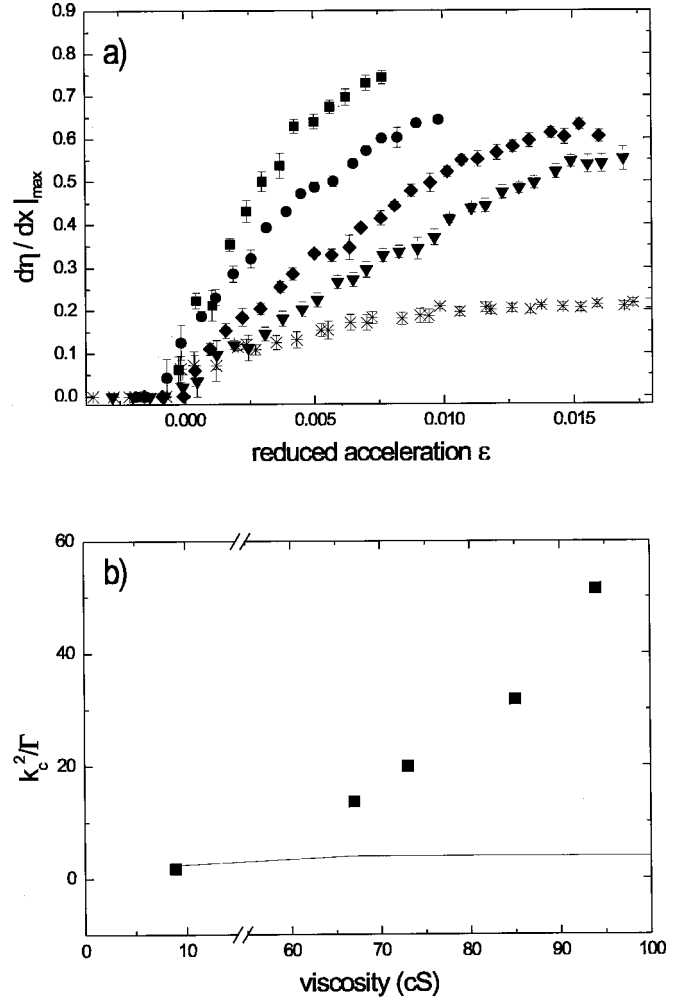 a)
0.9
0.8
0.7
0.6
0.5
0.4
0.3
0.2
0.1
0.0
dη / dx |max
0.000 0.005 0.010 0.015
reduced acceleration ε
b)
60
40
20
0
kc²/Γ
0 10 60 70 80 90 100
viscosity (cS)